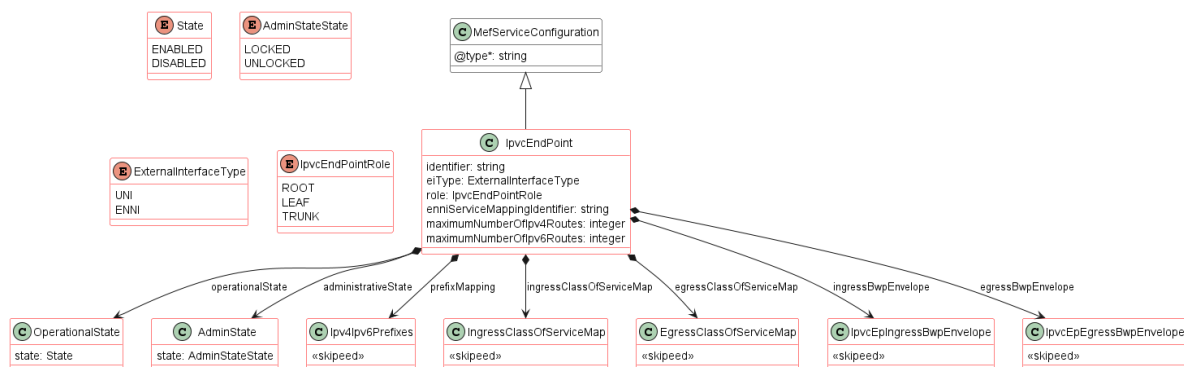 E State
ENABLED
DISABLED
E AdminStateState
LOCKED
UNLOCKED
C MefServiceConfiguration
@type*: string
E ExternalInterfaceType
UNI
ENNI
E IpvcEndPointRole
ROOT
LEAF
TRUNK
C IpvcEndPoint
identifier: string
eiType: ExternalInterfaceType
role: IpvcEndPointRole
enniServiceMappingIdentifier: string
maximumNumberOfIpv4Routes: integer
maximumNumberOfIpv6Routes: integer
operationalState
administrativeState
prefixMapping
ingressClassOfServiceMap
egressClassOfServiceMap
ingressBwpEnvelope
egressBwpEnvelope
C OperationalState
state: State
C AdminState
state: AdminStateState
C Ipv4Ipv6Prefixes
«skipeed»
C IngressClassOfServiceMap
«skipeed»
C EgressClassOfServiceMap
«skipeed»
C IpvcEpIngressBwpEnvelope
«skipeed»
C IpvcEpEgressBwpEnvelope
«skipeed»